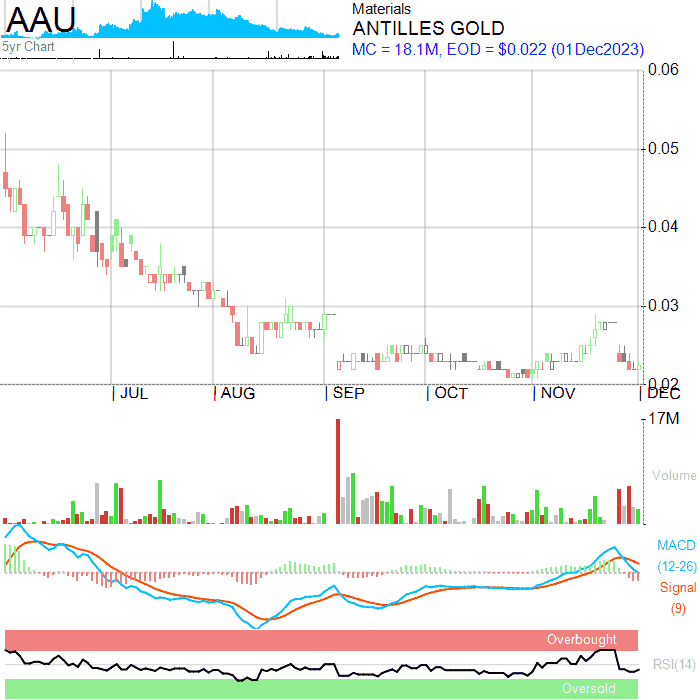 AAU
5yr Chart
Materials
ANTILLES GOLD
MC = 18.1M, EOD = $0.022 (01Dec2023)
0.06
0.05
0.04
0.03
0.02
JUL AUG SEP OCT NOV DEC
17M
Volume
MACD
(12-26)
Signal
(9)
Overbought
RSI(14)
Oversold